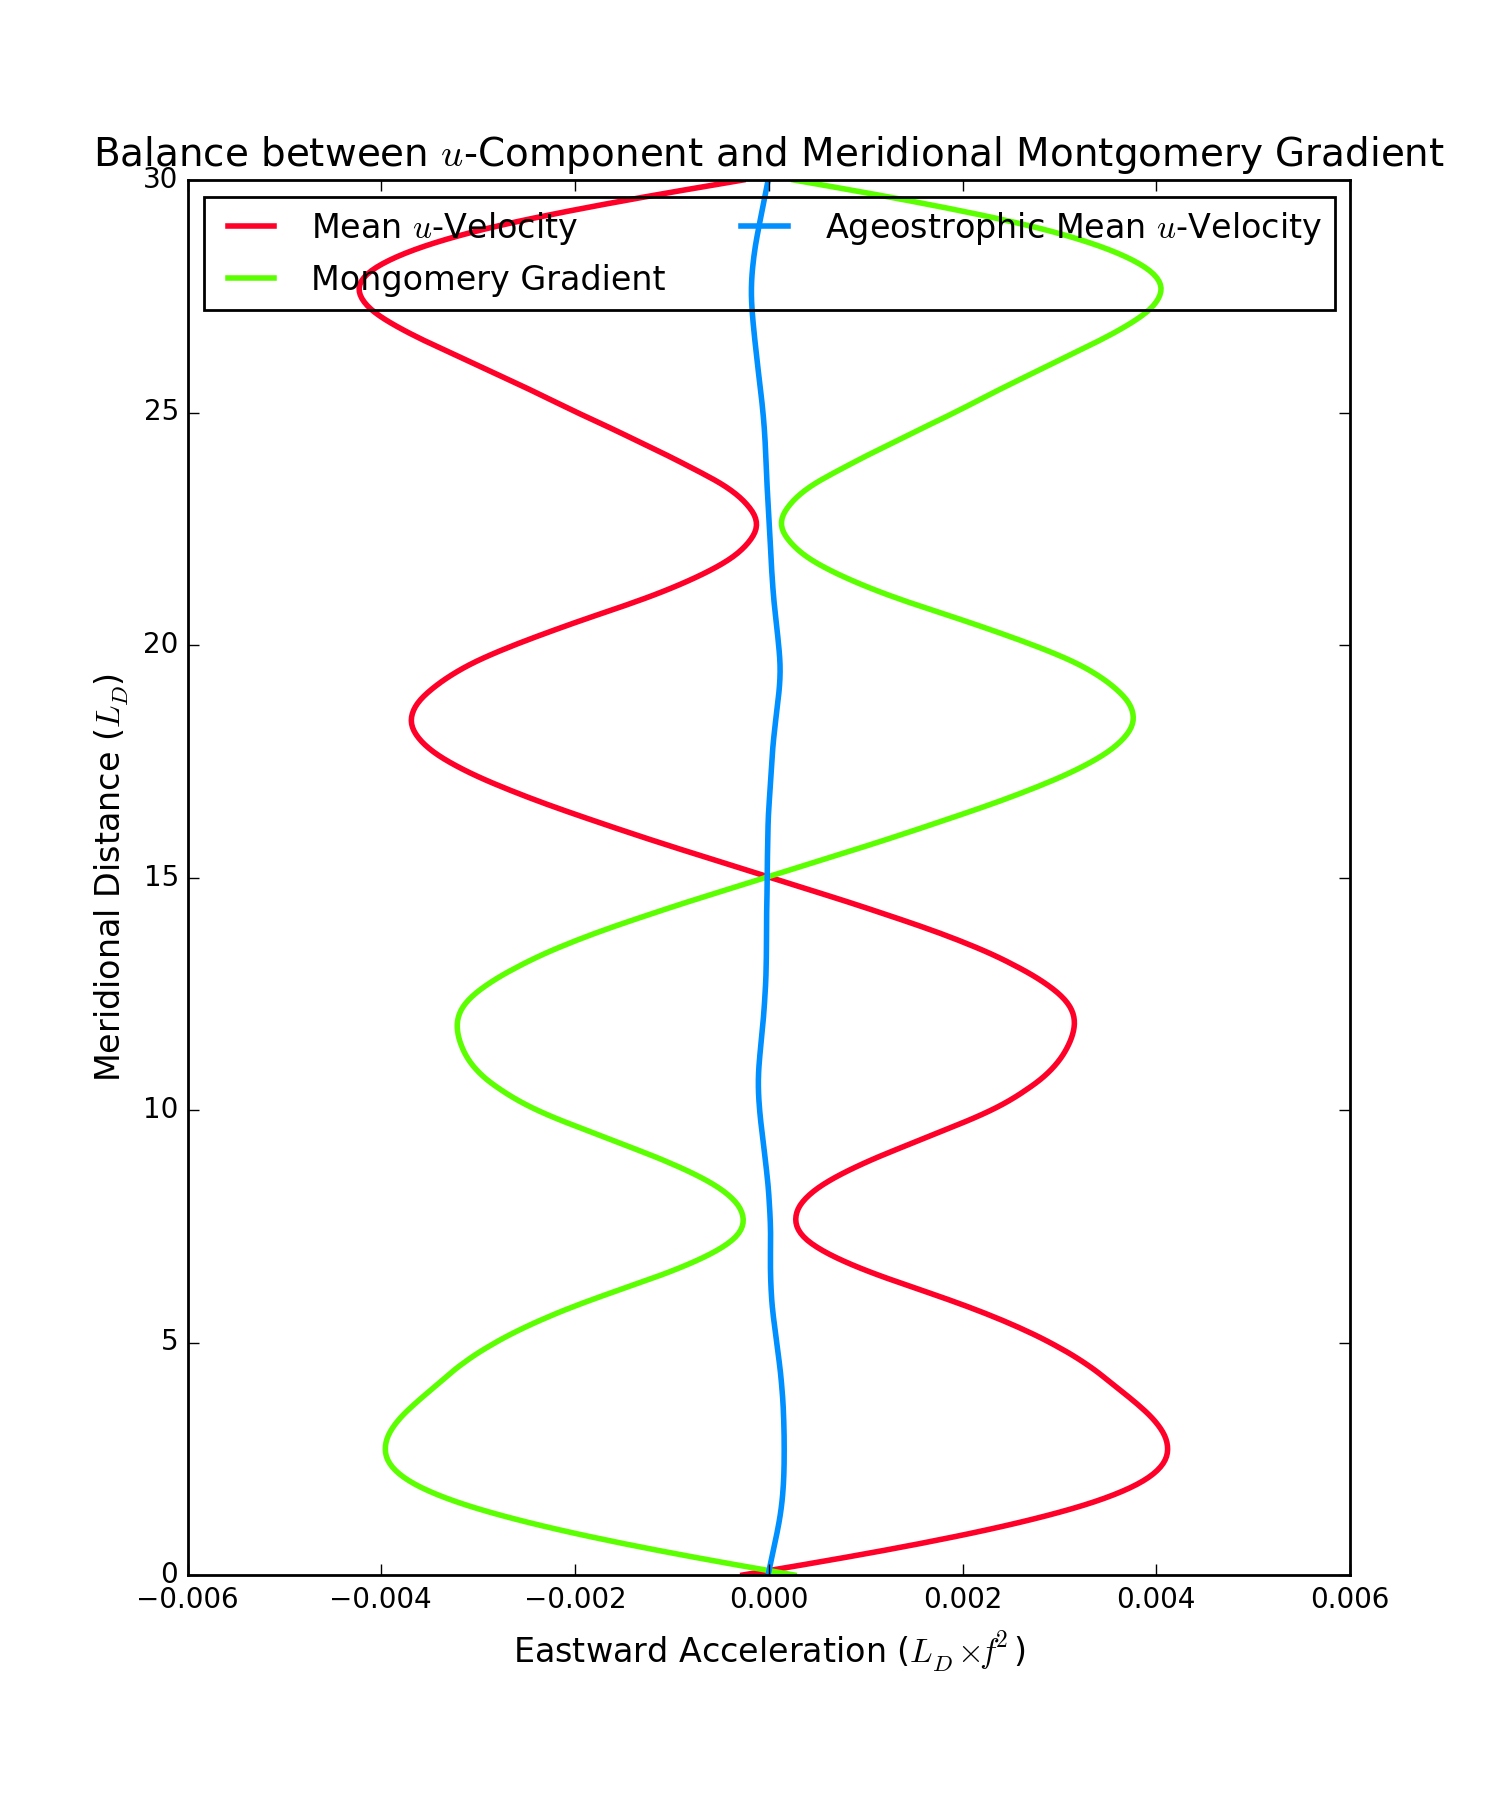 Balance between u-Component and Meridional Montgomery Gradient
30
Mean u-Velocity
Ageostrophic Mean u-Velocity
Mongomery Gradient
25
20
15
10
5
0
Meridional Distance (L_D)
−0.006 −0.004 −0.002 0.000 0.002 0.004 0.006
Eastward Acceleration (L_D×f²)